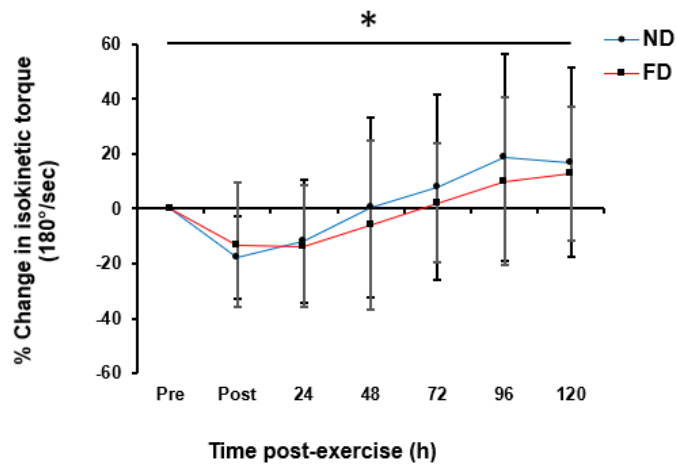 *
ND
FD
% Change in isokinetic torque
(180°/sec)
60
40
20
0
-20
-40
-60
Pre Post 24 48 72 96 120
Time post-exercise (h)